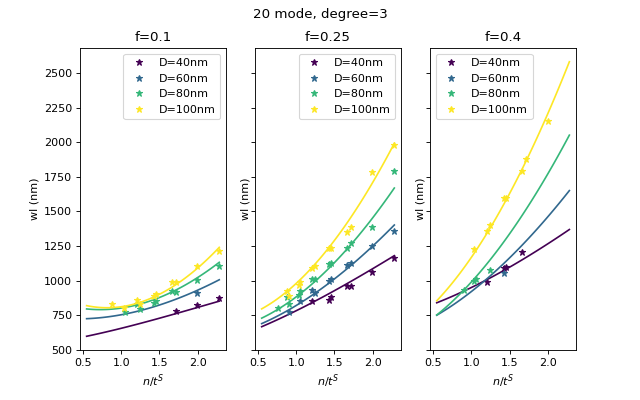 20 mode, degree=3
f=0.1
f=0.25
f=0.4
wl (nm)
2500
2250
2000
1750
1500
1250
1000
750
500
D=40nm
D=60nm
D=80nm
D=100nm
0.5 1.0 1.5 2.0
n/t^S
wl (nm)
D=40nm
D=60nm
D=80nm
D=100nm
0.5 1.0 1.5 2.0
n/t^S
wl (nm)
D=40nm
D=60nm
D=80nm
D=100nm
0.5 1.0 1.5 2.0
n/t^S